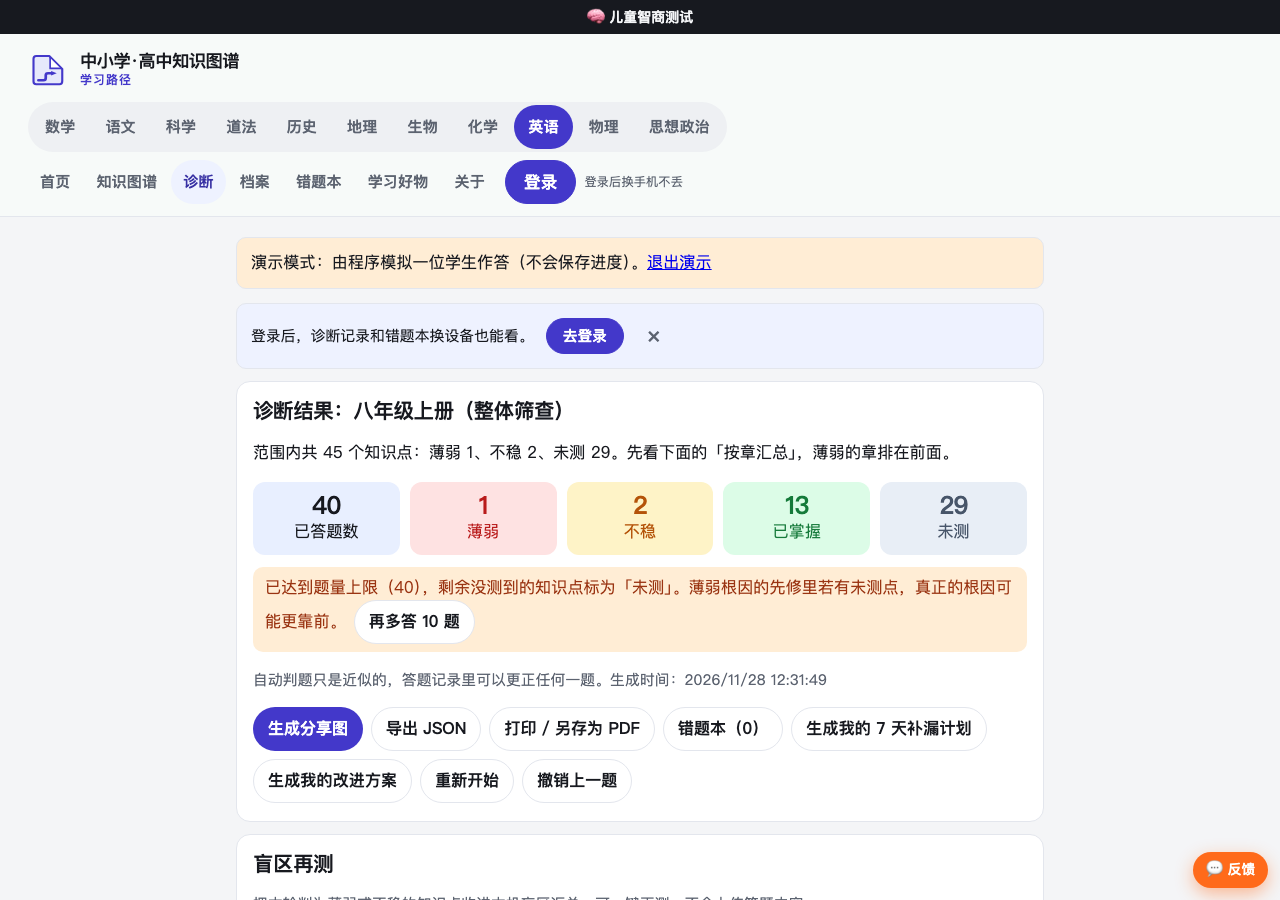 🧠 儿童智商测试
中小学·高中知识图谱
学习路径
数学 语文 科学 道法 历史 地理 生物 化学 英语 物理 思想政治
首页 知识图谱 诊断 档案 错题本 学习好物 关于 登录 登录后换手机不丢
演示模式：由程序模拟一位学生作答（不会保存进度）。退出演示
登录后，诊断记录和错题本换设备也能看。 去登录 ✕
诊断结果：八年级上册（整体筛查）
范围内共 45 个知识点：薄弱 1、不稳 2、未测 29。先看下面的「按章汇总」，薄弱的章排在前面。
40 1 2 13 29
已答题数 薄弱 不稳 已掌握 未测
已达到题量上限（40），剩余没测到的知识点标为「未测」。薄弱根因的先修里若有未测点，真正的根因可
能更靠前。 再多答 10 题
自动判题只是近似的，答题记录里可以更正任何一题。生成时间：2026/11/28 12:31:49
生成分享图 导出 JSON 打印 / 另存为 PDF 错题本（0） 生成我的 7 天补漏计划
生成我的改进方案 重新开始 撤销上一题
盲区再测
💬 反馈